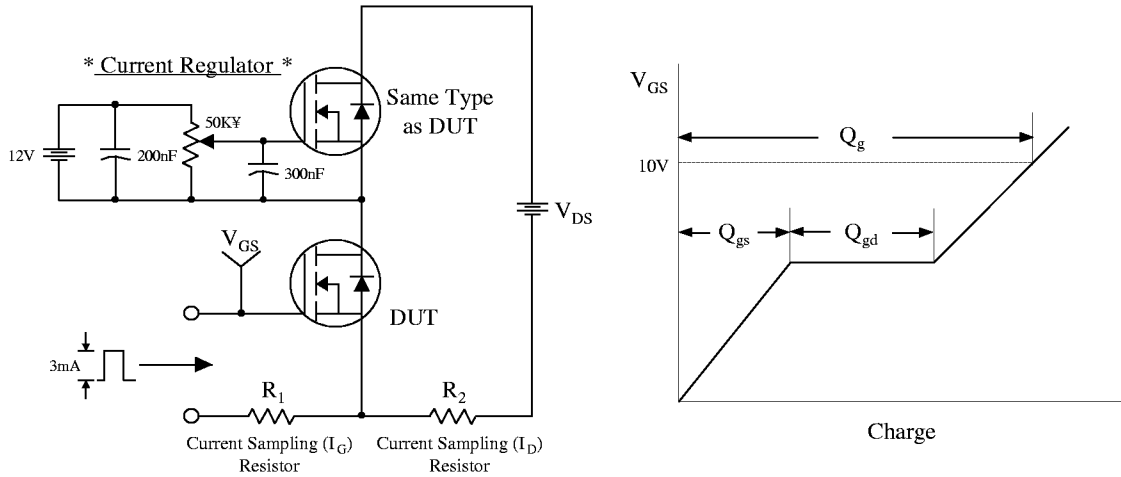 * Current Regulator *
12V
200nF
50K¥
300nF
Same Type
as DUT
V_DS
V_GS
DUT
3mA
R_1
R_2
Current Sampling (I_G)
Resistor
Current Sampling (I_D)
Resistor
V_GS
Q_g
10V
Q_gs
Q_gd
Charge